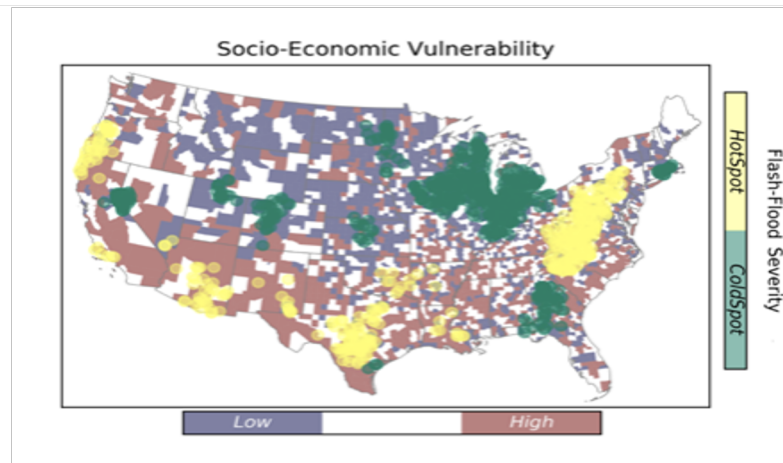 Socio-Economic Vulnerability
HotSpot
ColdSpot
Flash-Flood Severity
Low
High